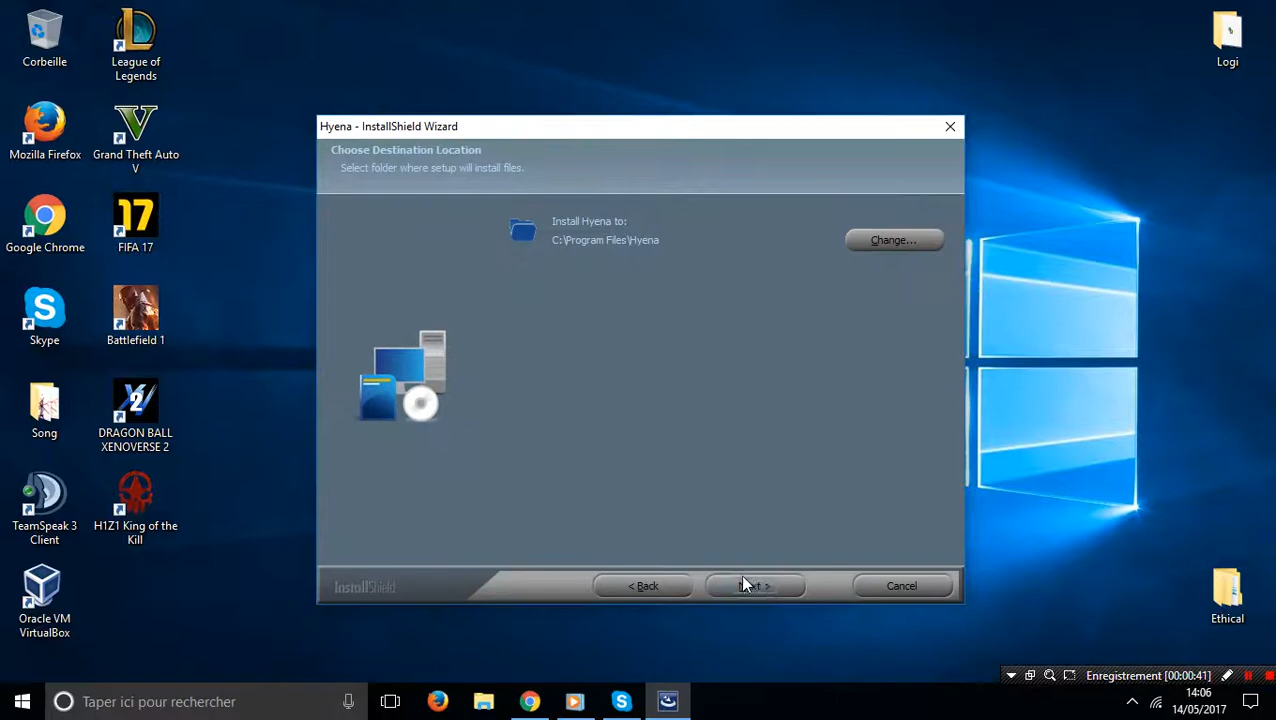 Corbeille
League of
Legends
Logi
Mozilla Firefox
Grand Theft Auto
V
Google Chrome
17
FIFA 17
Skype
Battlefield 1
Song
DRAGON BALL
XENOVERSE 2
TeamSpeak 3
Client
H1Z1 King of the
Kill
Oracle VM
VirtualBox
Ethical
Hyena - InstallShield Wizard
Choose Destination Location
Select folder where setup will install files.
Install Hyena to:
C:\Program Files\Hyena
Change...
InstallShield
< Back
Next >
Cancel
Enregistrement [00:00:41]
Taper ici pour rechercher
14:06
14/05/2017